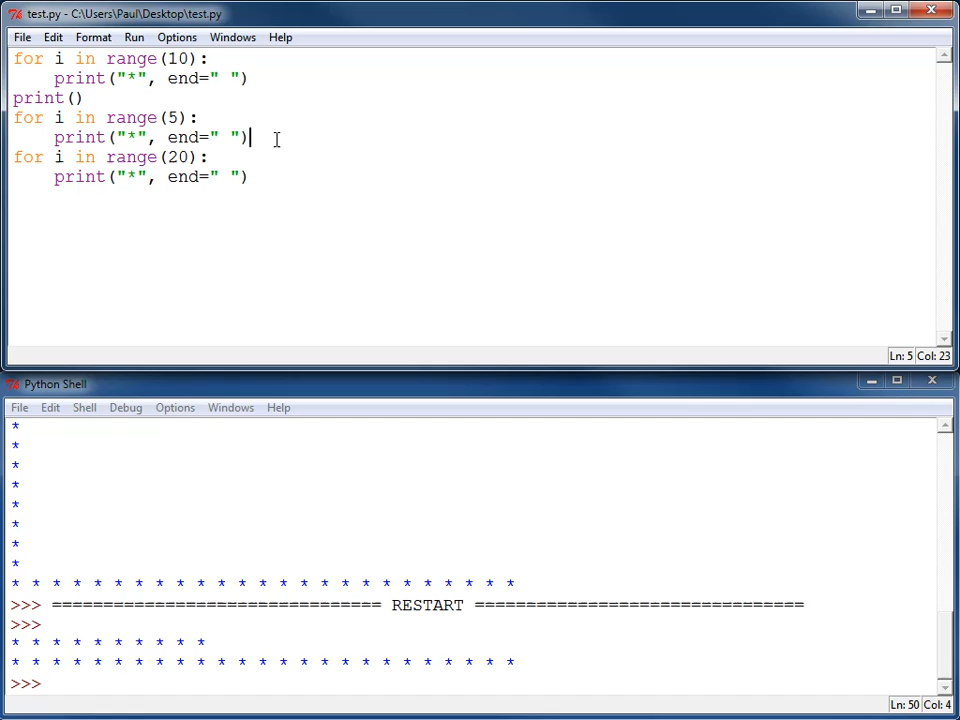 test.py - C:\Users\Paul\Desktop\test.py
File Edit Format Run Options Windows Help
for i in range(10):
    print("*", end=" ")
print()
for i in range(5):
    print("*", end=" ")
for i in range(20):
    print("*", end=" ")
Ln: 5 Col: 23
Python Shell
File Edit Shell Debug Options Windows Help
*
*
*
*
*
*
*
*
* * * * * * * * * * * * * * * * * * * * * * * * *
>>> ================================ RESTART ================================
>>>
* * * * * * * * * *
* * * * * * * * * * * * * * * * * * * * * * * * *
>>>
Ln: 50 Col: 4